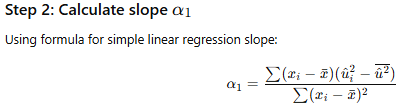 Step 2: Calculate slope α₁
Using formula for simple linear regression slope:
α₁ = ∑(xᵢ − x̄)(ûᵢ² − \overline{û²}) / ∑(xᵢ − x̄)²